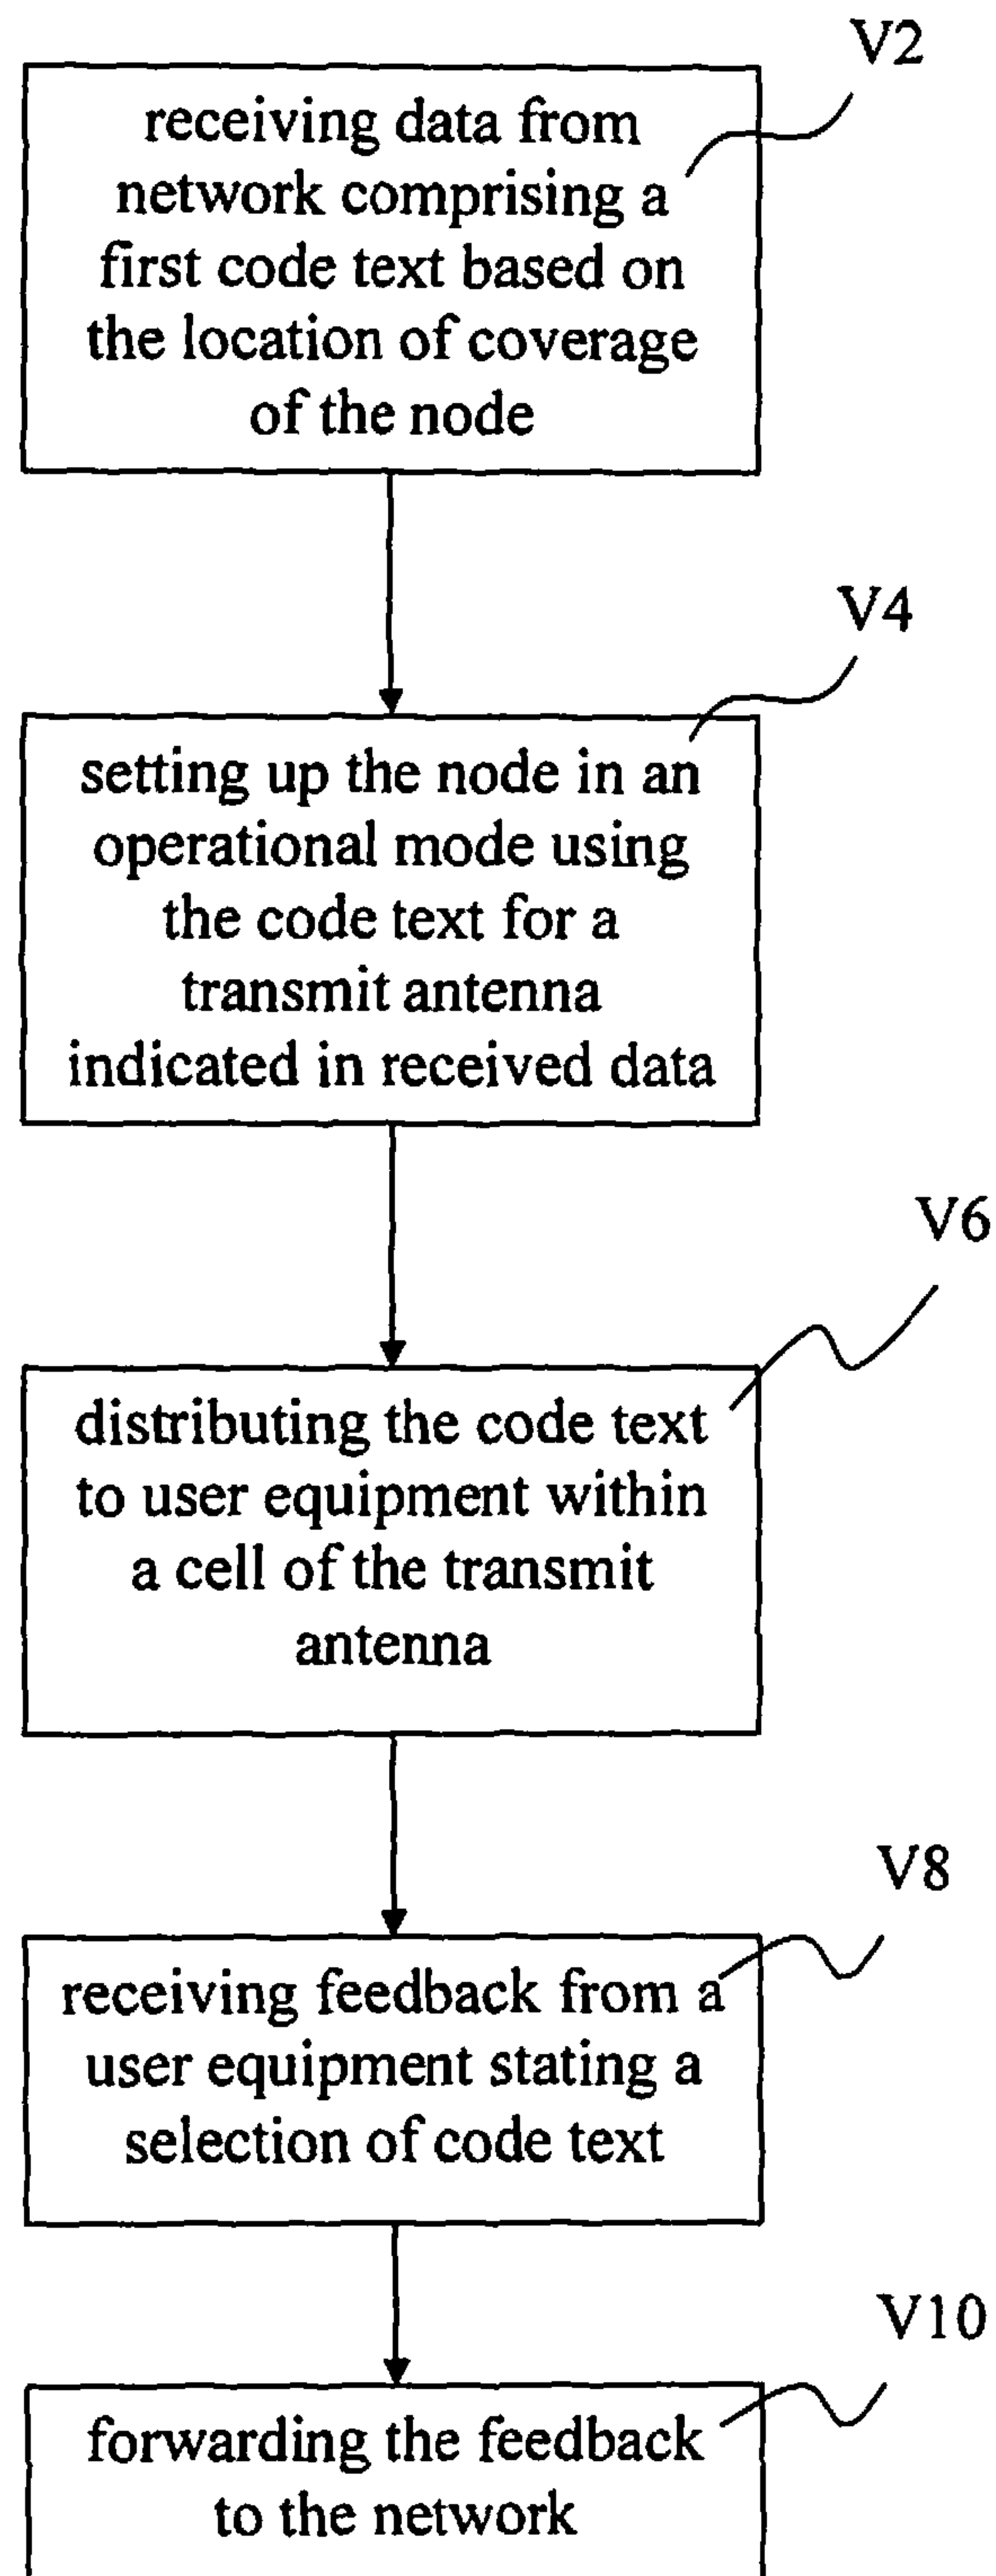 V2
receiving data from
network comprising a
first code text based on
the location of coverage
of the node
V4
setting up the node in an
operational mode using
the code text for a
transmit antenna
indicated in received data
V6
distributing the code text
to user equipment within
a cell of the transmit
antenna
V8
receiving feedback from a
user equipment stating a
selection of code text
V10
forwarding the feedback
to the network